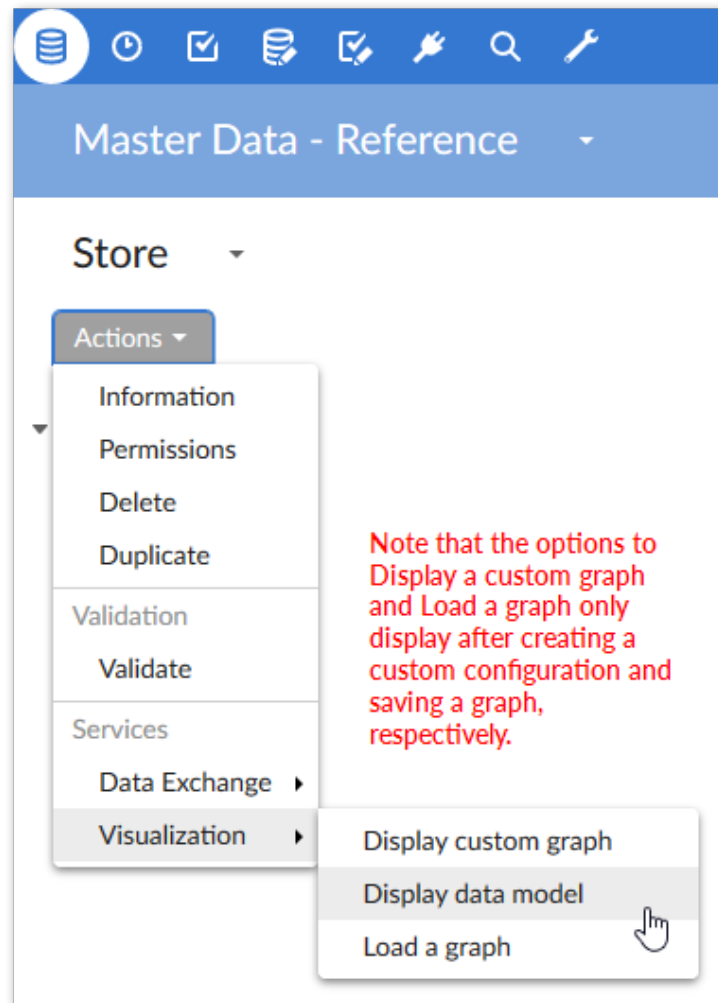 Master Data - Reference
Store
Actions
Information
Permissions
Delete
Duplicate
Note that the options to
Display a custom graph
and Load a graph only
display after creating a
custom configuration and
saving a graph,
respectively.
Validation
Validate
Services
Data Exchange
Visualization
Display custom graph
Display data model
Load a graph